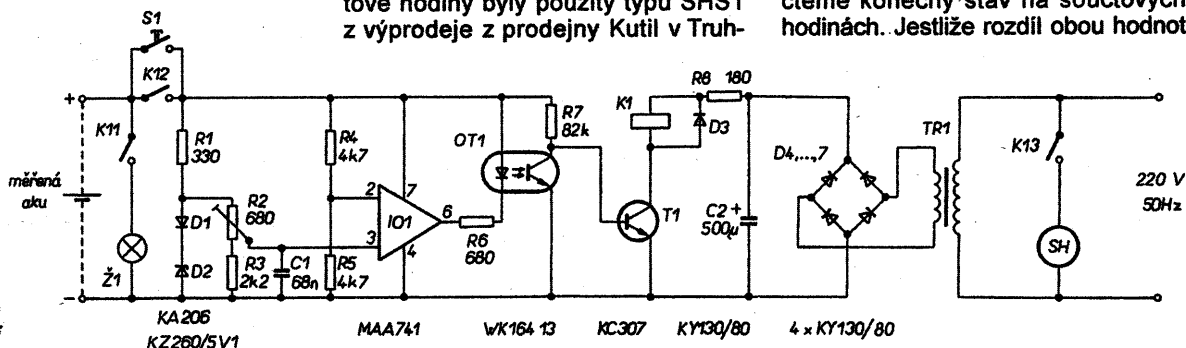 tové hodiny byly použity typu SHS1
z výprodeje z prodejny Kutil v Truh-
čteme konečný stav na součtových
hodinách. Jestliže rozdíl obou hodnot
S1
K12
+
K11
měřená
aku
-
Ž1
R1
330
D1
D2
R2
680
R3
2k2
C1
68n
R4
4k7
R5
4k7
2
3
7
4
6
IO1
R6
680
OT1
R7
82k
K1
T1
R8 180
D3
C2 +
500µ
D4,...,7
TR1
K13
SH
220 V
50Hz
KA206
KZ260/5V1
MAA741
WK164 13
KC307
KY130/80
4 x KY130/80